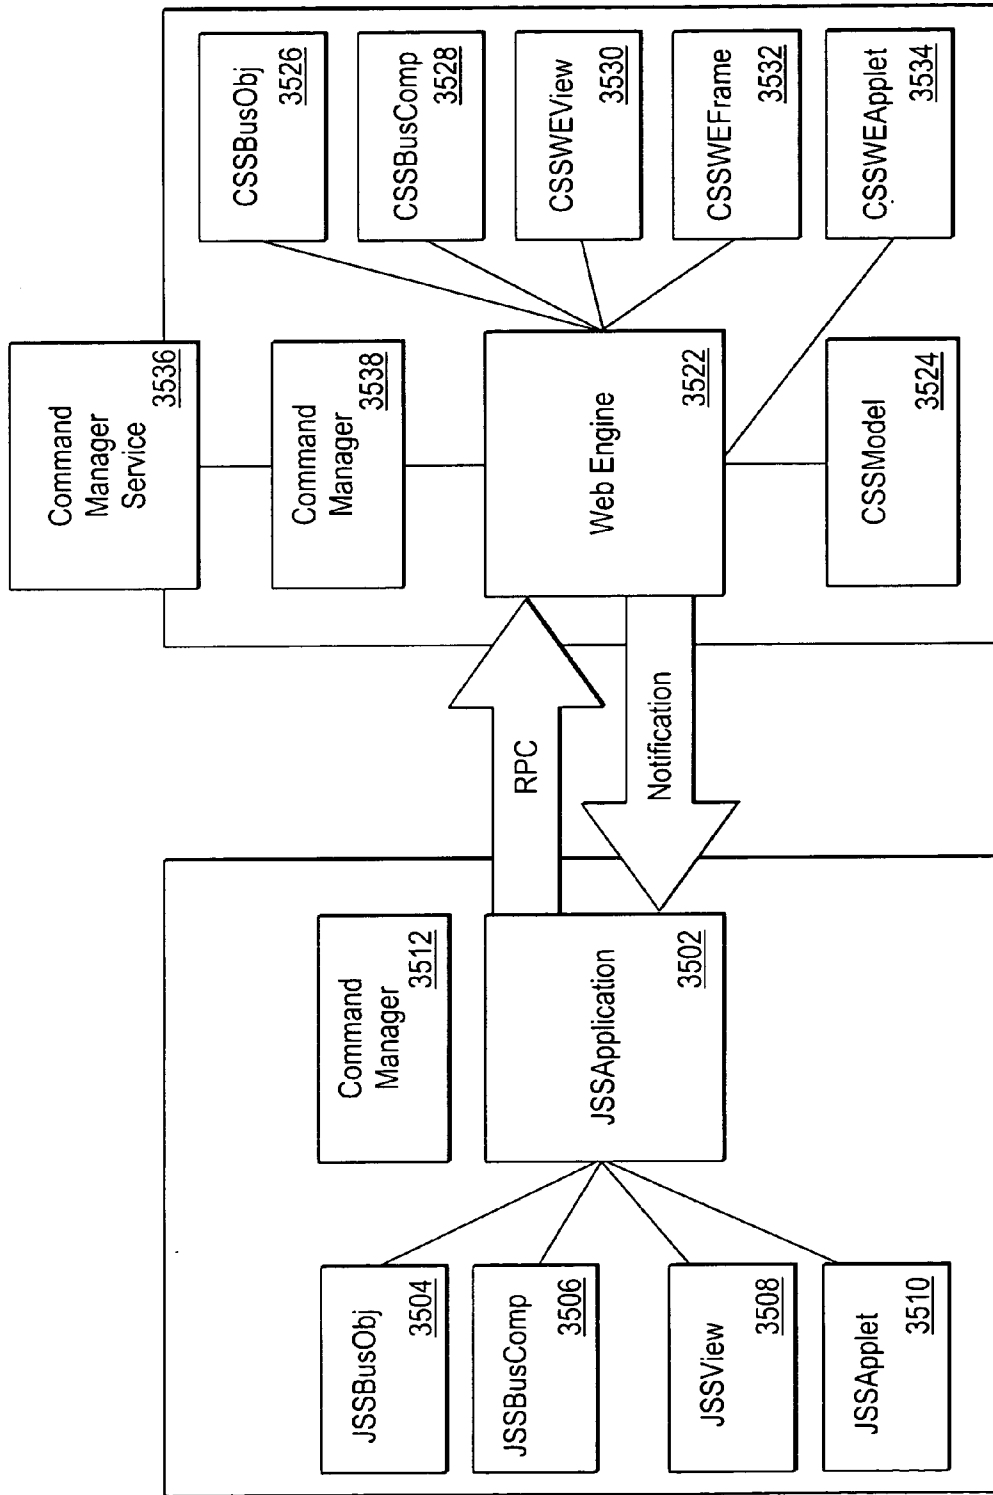 Command
Manager
3512
JSSBusObj
3504
JSSBusComp
3506
JSSView
3508
JSSApplet
3510
JSSApplication
3502
RPC
Notification
Command
Manager
Service
3536
Command
Manager
3538
Web Engine
3522
CSSModel
3524
CSSBusObj
3526
CSSBusComp
3528
CSSWEView
3530
CSSWEFrame
3532
CSSWEApplet
3534